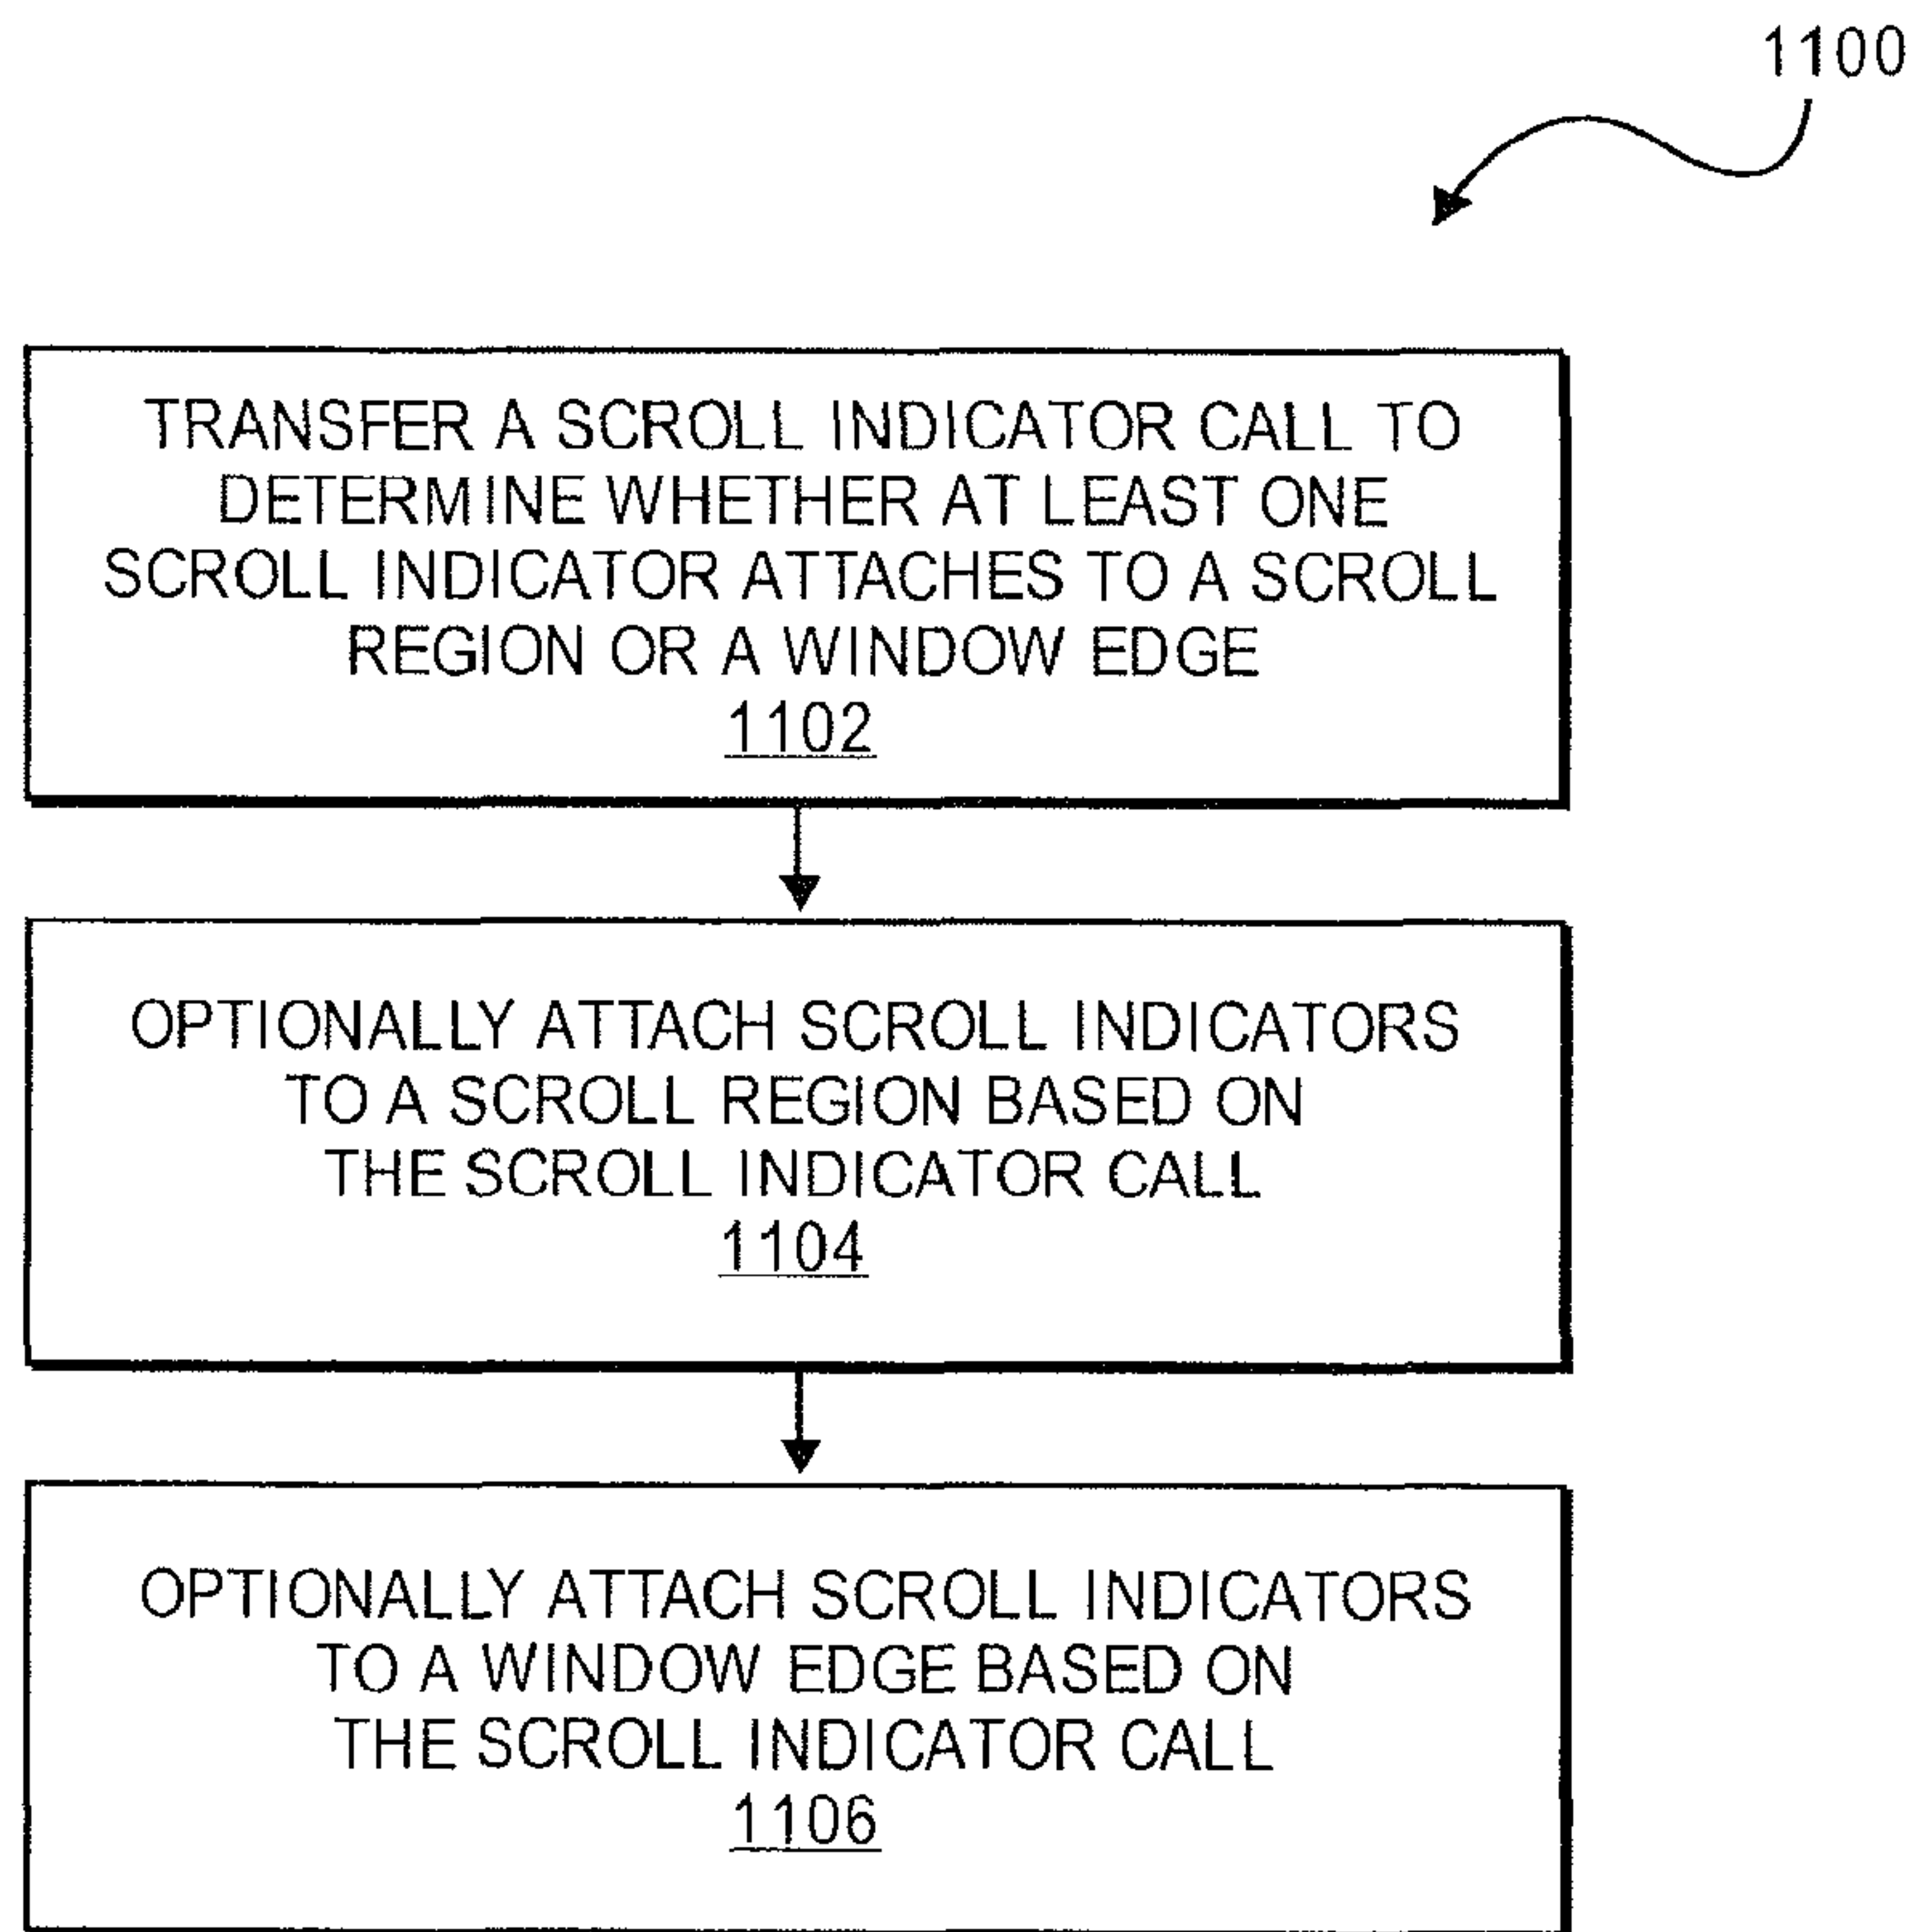 1100
TRANSFER A SCROLL INDICATOR CALL TO
DETERMINE WHETHER AT LEAST ONE
SCROLL INDICATOR ATTACHES TO A SCROLL
REGION OR A WINDOW EDGE
1102
OPTIONALLY ATTACH SCROLL INDICATORS
TO A SCROLL REGION BASED ON
THE SCROLL INDICATOR CALL
1104
OPTIONALLY ATTACH SCROLL INDICATORS
TO A WINDOW EDGE BASED ON
THE SCROLL INDICATOR CALL
1106